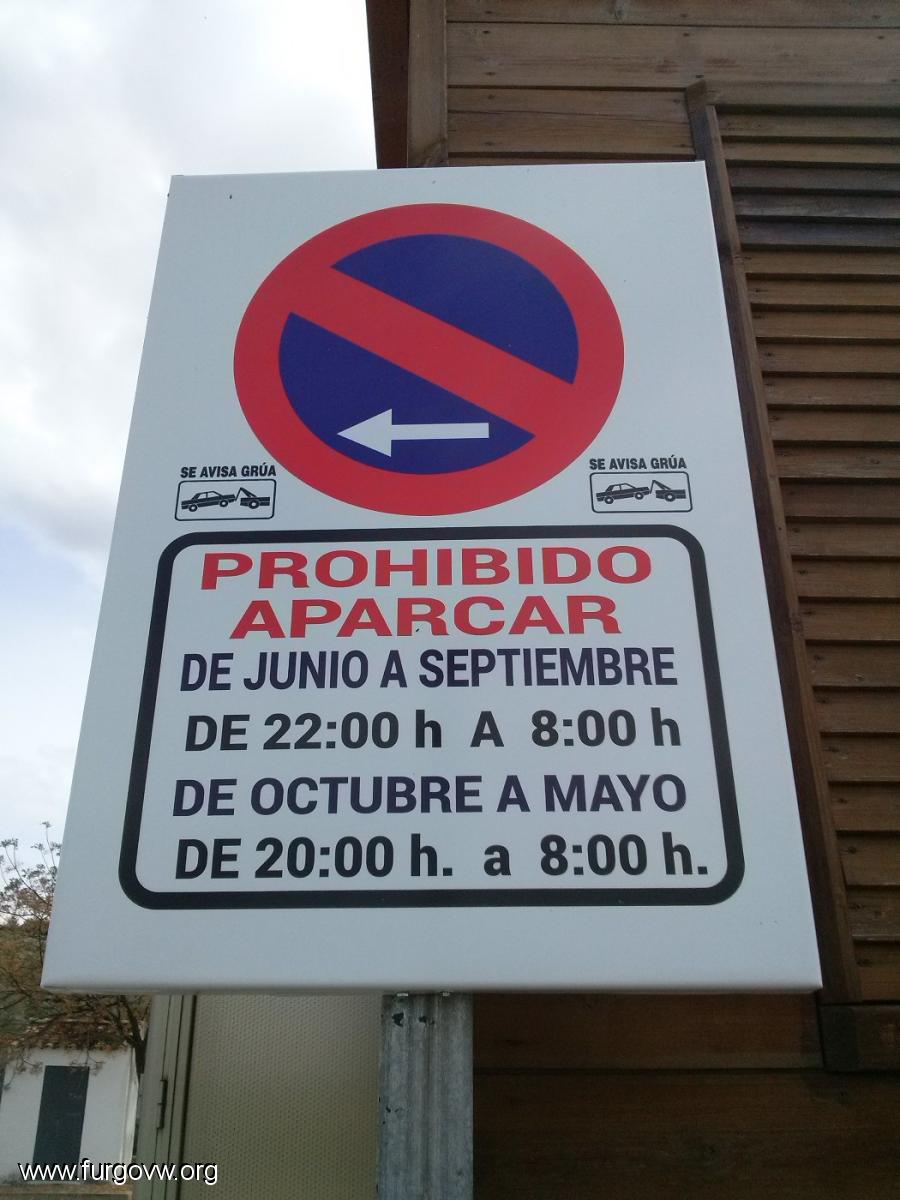 SE AVISA GRÚA
SE AVISA GRÚA
PROHIBIDO
APARCAR
DE JUNIO A SEPTIEMBRE
DE 22:00 h A 8:00 h
DE OCTUBRE A MAYO
DE 20:00 h. a 8:00 h.
www.furgovw.org